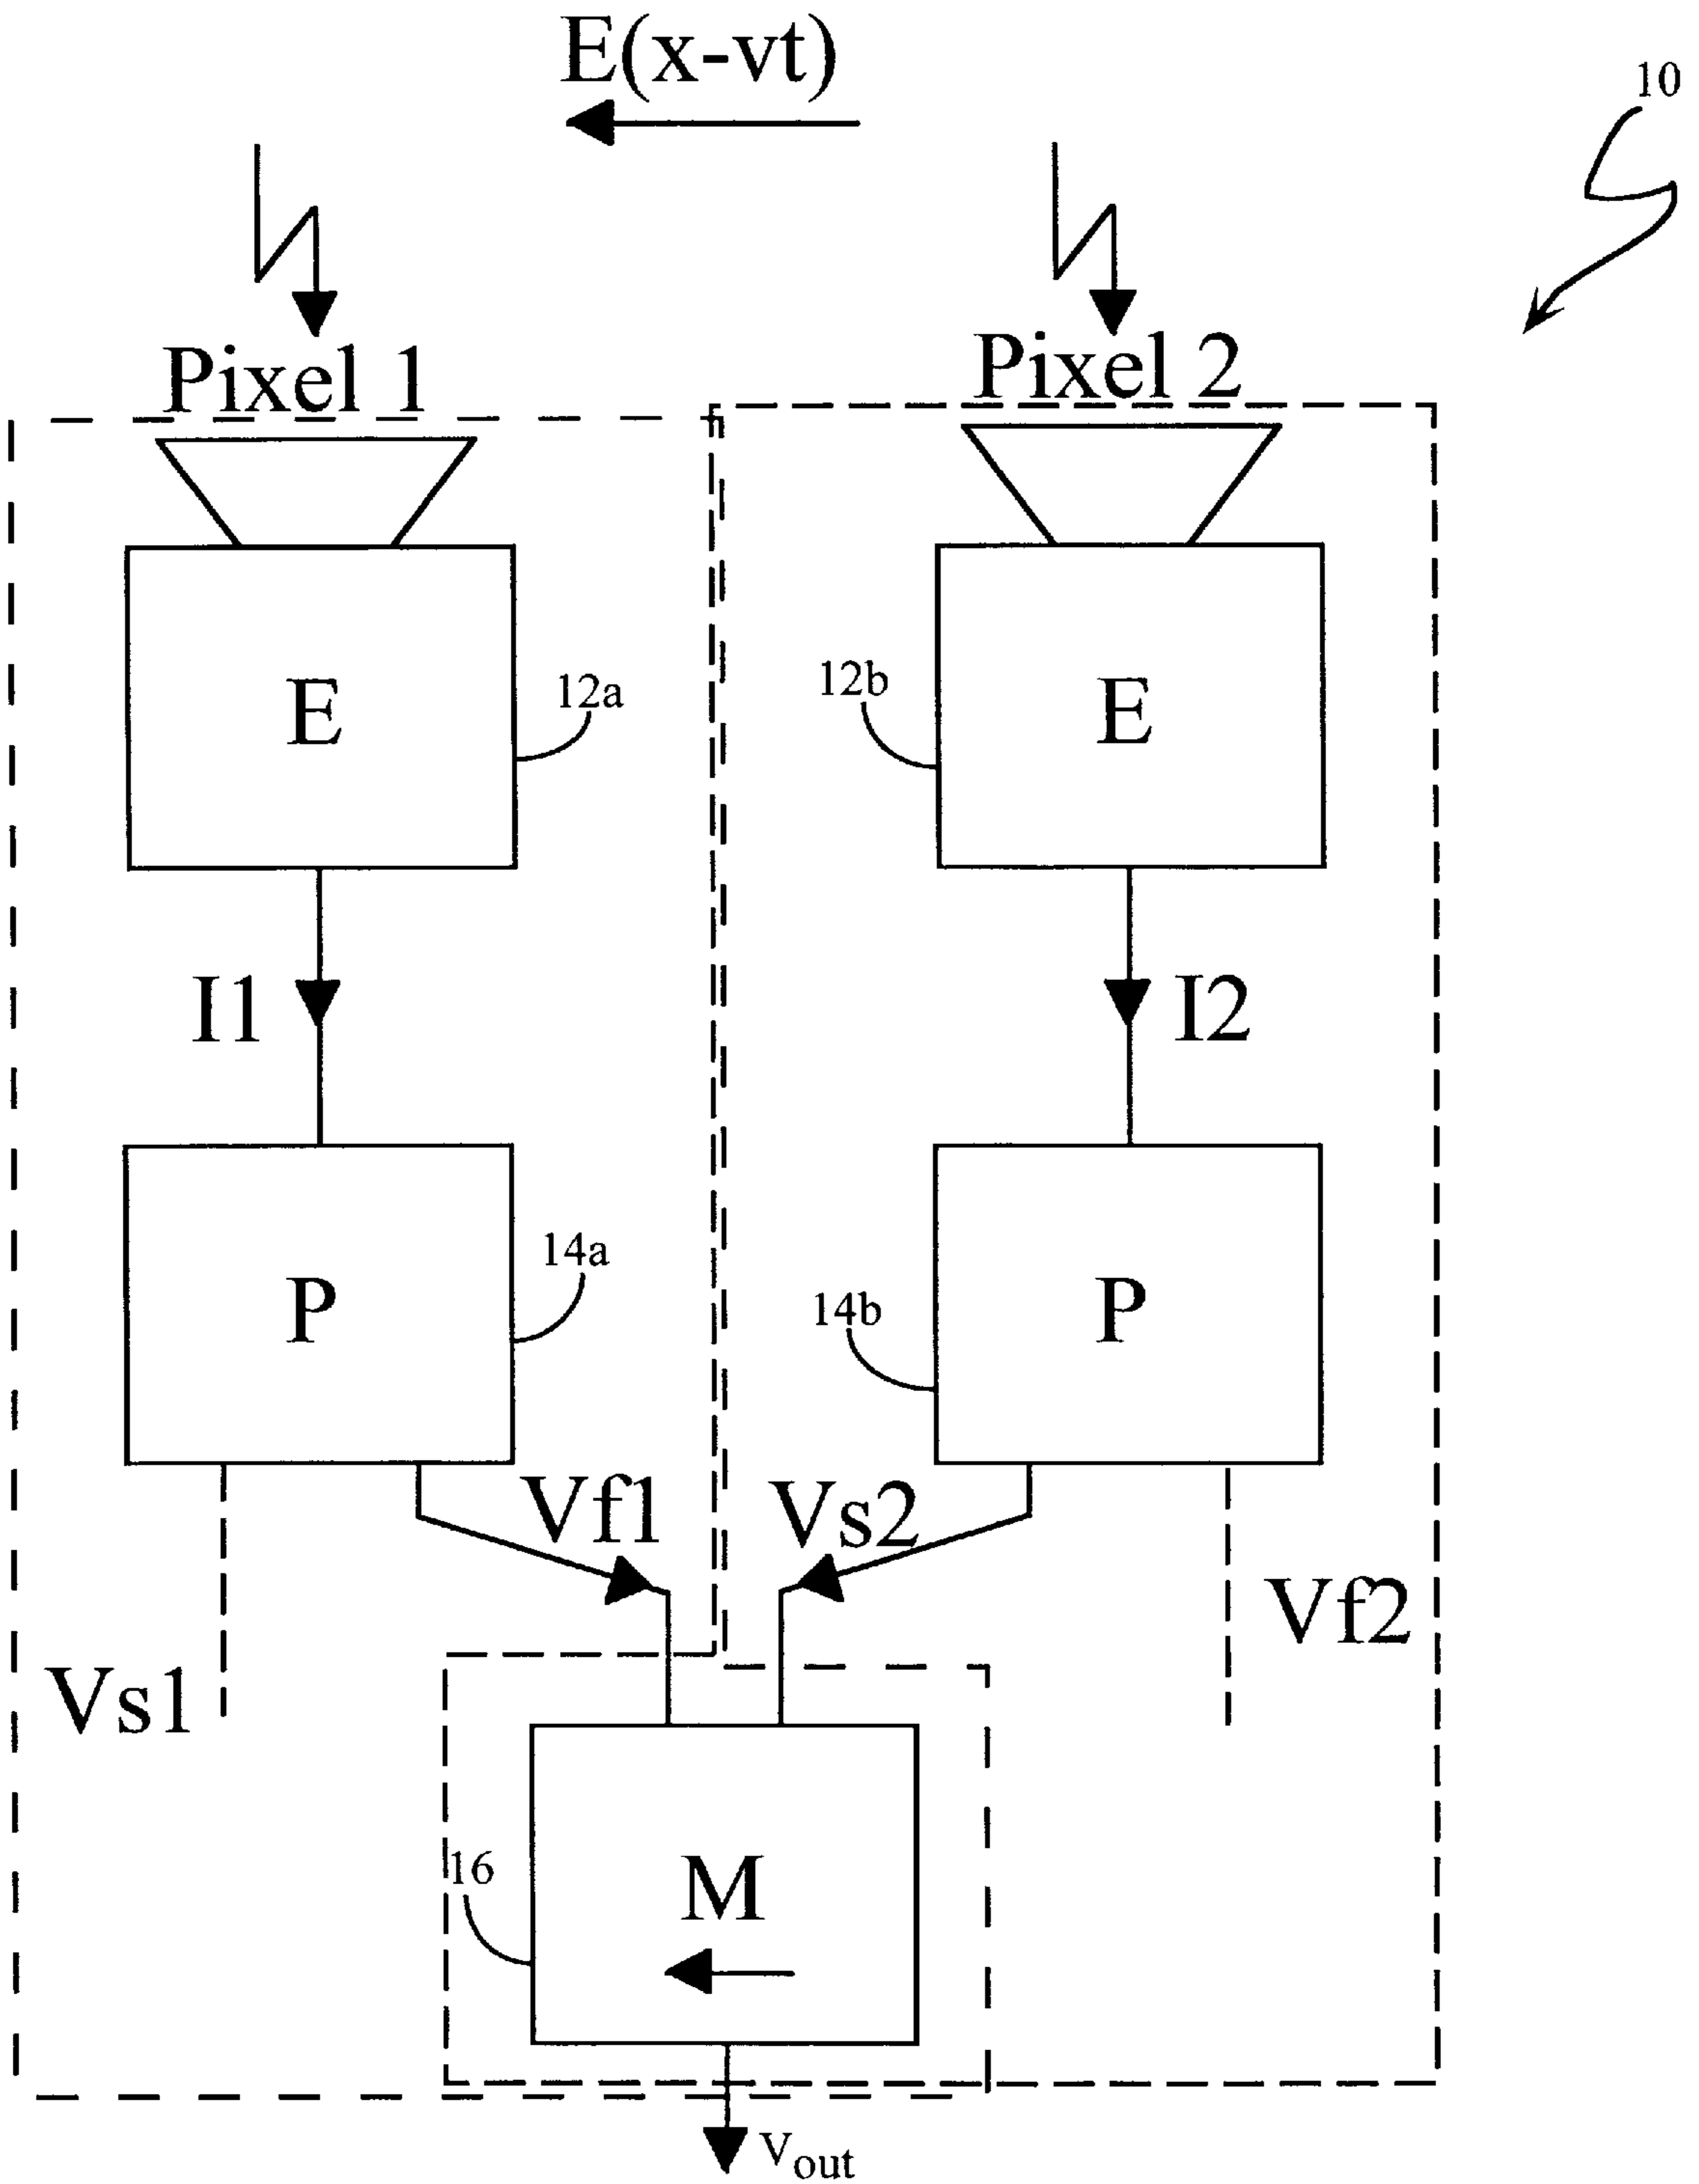 E(x-vt)
10
Pixel 1
Pixel 2
E
12a
12b
E
I1
I2
P
14a
14b
P
Vf1
Vs2
Vs1
Vf2
16
M
Vout